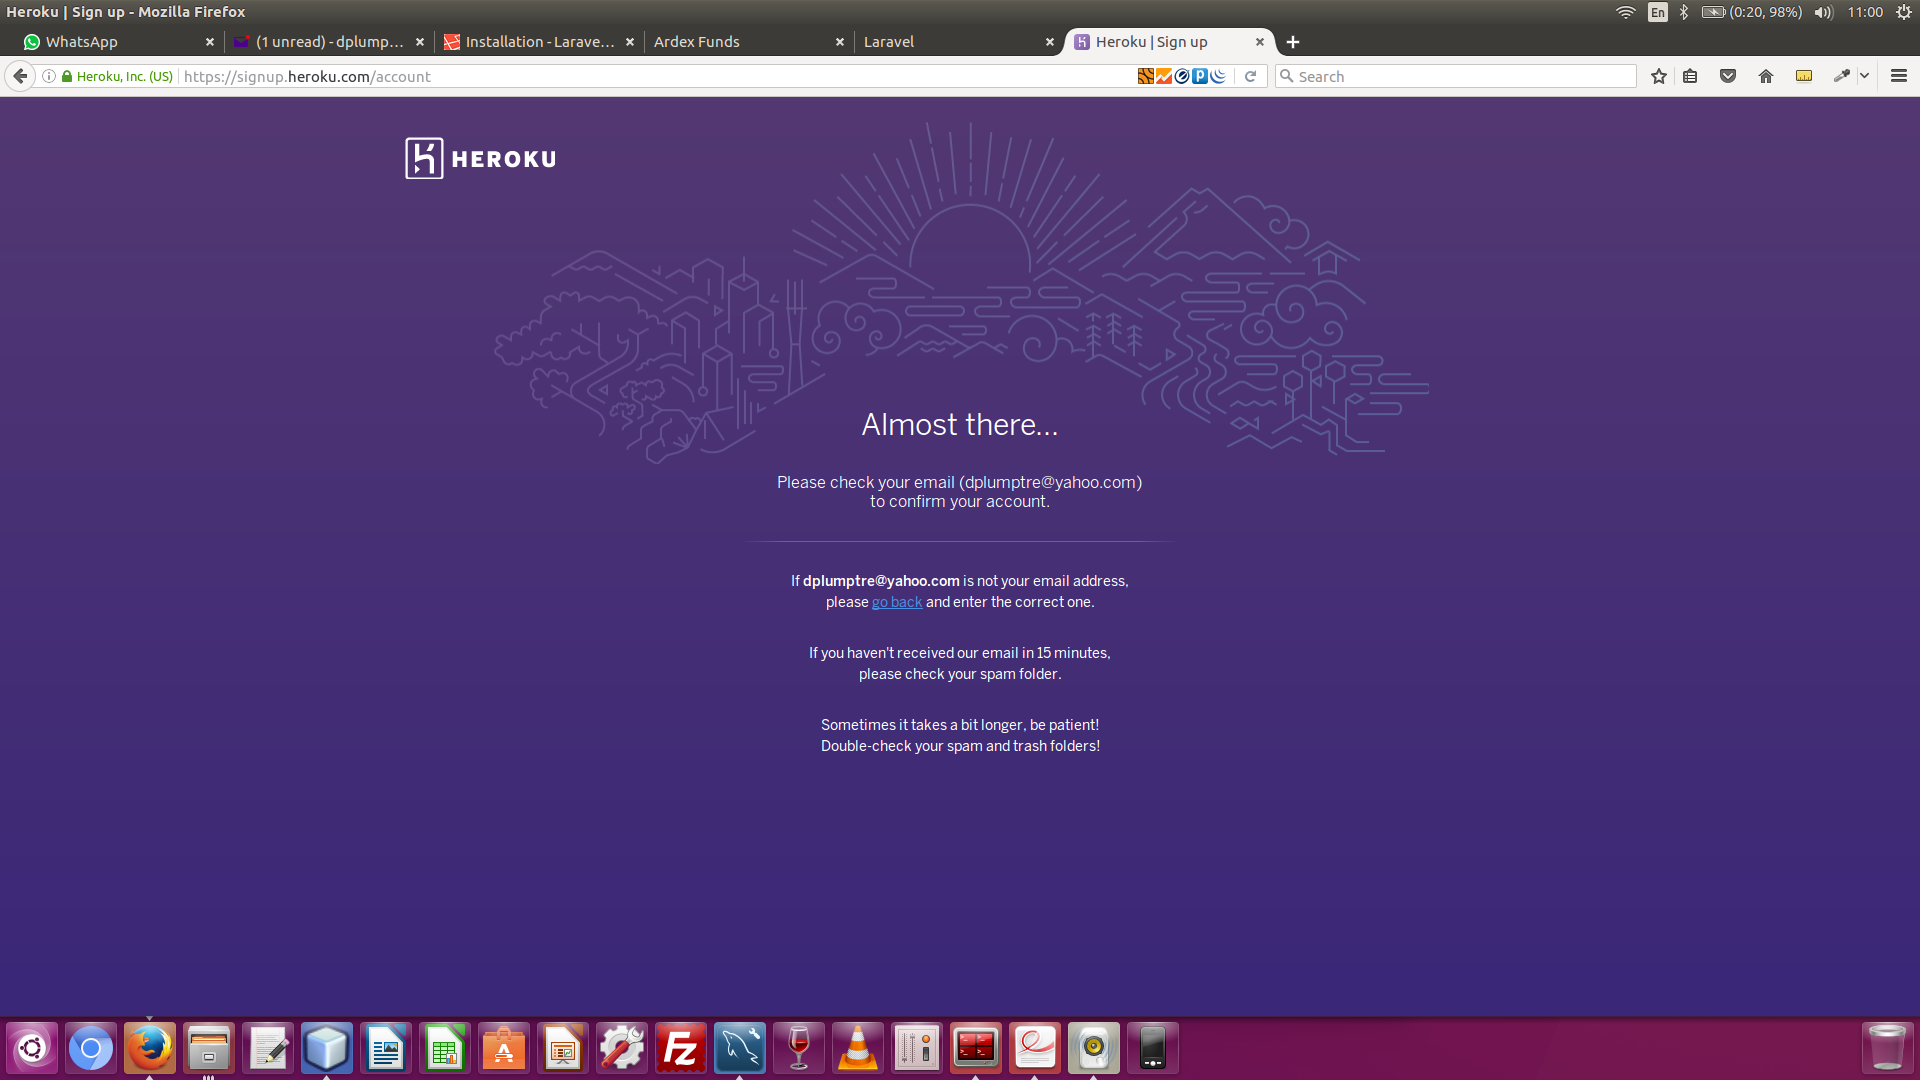 Heroku | Sign up - Mozilla Firefox
En
(0:20, 98%)
11:00
WhatsApp
(1 unread) - dplump...
Installation - Larave...
Ardex Funds
Laravel
Heroku | Sign up
Heroku, Inc. (US)
https://signup.heroku.com/account
Search
HEROKU
Almost there...
Please check your email (dplumptre@yahoo.com)
to confirm your account.
If dplumptre@yahoo.com is not your email address,
please go back and enter the correct one.
If you haven't received our email in 15 minutes,
please check your spam folder.
Sometimes it takes a bit longer, be patient!
Double-check your spam and trash folders!